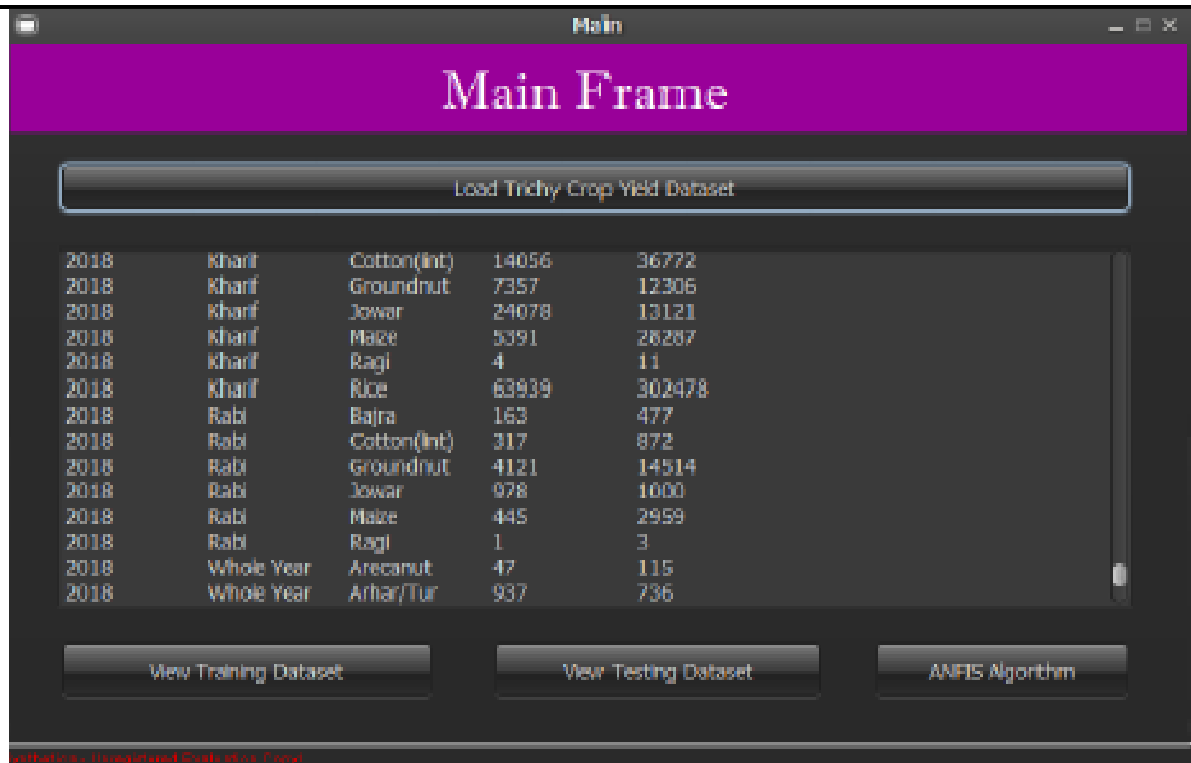 Main
Main Frame
Load Trichy Crop Yield Dataset
2018 Kharif Cotton(lint) 14056 36772
2018 Kharif Groundnut 7357 12306
2018 Kharif Jowar 24078 13121
2018 Kharif Maize 5391 28287
2018 Kharif Ragi 4 11
2018 Kharif Rice 63939 302478
2018 Rabi Bajra 163 477
2018 Rabi Cotton(lint) 317 872
2018 Rabi Groundnut 4121 14514
2018 Rabi Jowar 978 1000
2018 Rabi Maize 445 2959
2018 Rabi Ragi 1 3
2018 Whole Year Arecanut 47 115
2018 Whole Year Arhar/Tur 937 736
View Training Dataset View Testing Dataset ANFIS Algorithm